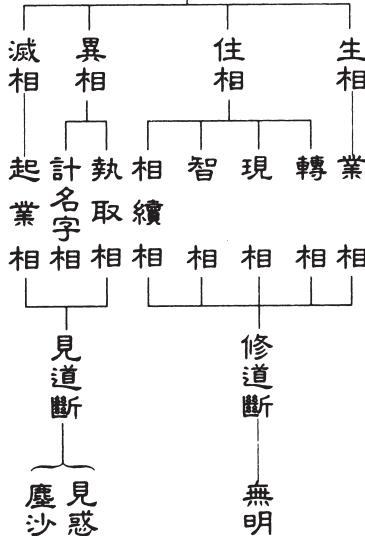 生相
住相
異相
滅相
業相
轉相
現相
智相
相續相
執取相
計名字相
起業相
修道斷
見道斷
無明
見惑
塵沙